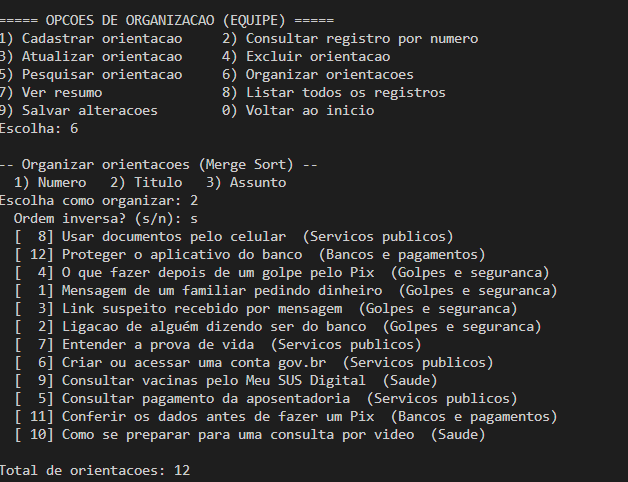 ===== OPCOES DE ORGANIZACAO (EQUIPE) =====
1) Cadastrar orientacao     2) Consultar registro por numero
3) Atualizar orientacao     4) Excluir orientacao
5) Pesquisar orientacao     6) Organizar orientacoes
7) Ver resumo               8) Listar todos os registros
9) Salvar alteracoes        0) Voltar ao inicio
Escolha: 6

-- Organizar orientacoes (Merge Sort) --
  1) Numero   2) Titulo   3) Assunto
Escolha como organizar: 2
  Ordem inversa? (s/n): s
  [  8] Usar documentos pelo celular  (Servicos publicos)
  [ 12] Proteger o aplicativo do banco  (Bancos e pagamentos)
  [  4] O que fazer depois de um golpe pelo Pix  (Golpes e seguranca)
  [  1] Mensagem de um familiar pedindo dinheiro  (Golpes e seguranca)
  [  3] Link suspeito recebido por mensagem  (Golpes e seguranca)
  [  2] Ligacao de alguém dizendo ser do banco  (Golpes e seguranca)
  [  7] Entender a prova de vida  (Servicos publicos)
  [  6] Criar ou acessar uma conta gov.br  (Servicos publicos)
  [  9] Consultar vacinas pelo Meu SUS Digital  (Saude)
  [  5] Consultar pagamento da aposentadoria  (Servicos publicos)
  [ 11] Conferir os dados antes de fazer um Pix  (Bancos e pagamentos)
  [ 10] Como se preparar para uma consulta por video  (Saude)

Total de orientacoes: 12